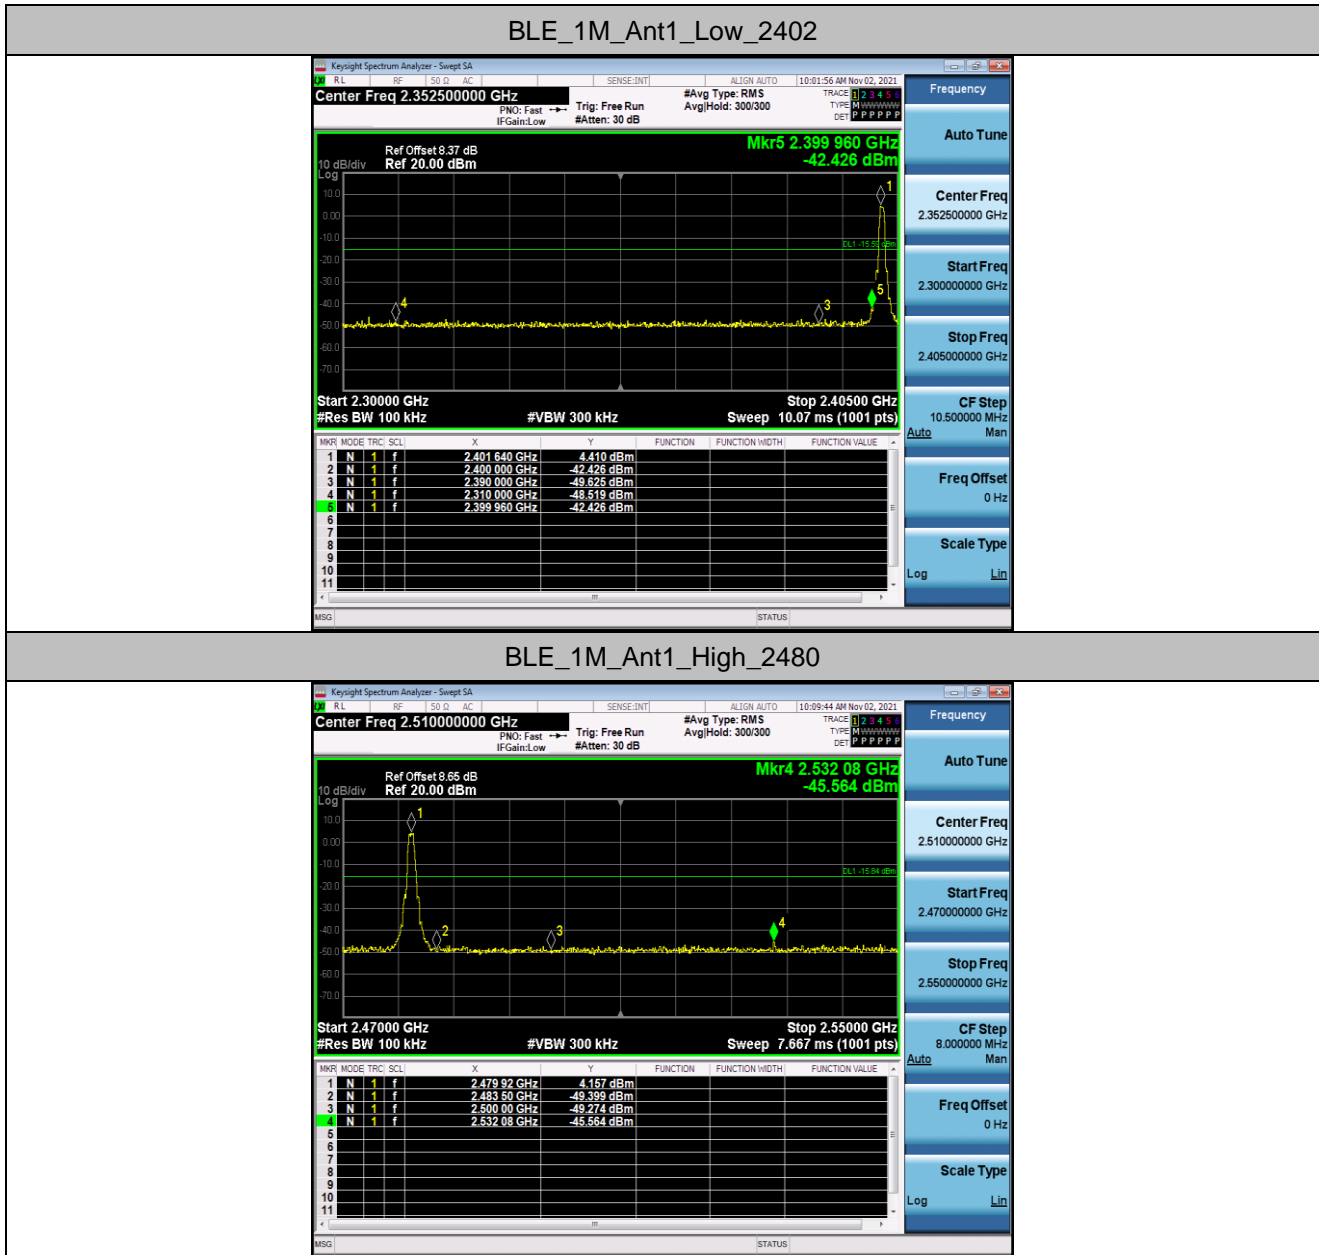 BLE_1M_Ant1_Low_2402
Keysight Spectrum Analyzer - Swept SA
RL RF 50 Ω AC SENSE:INT ALIGN AUTO 10:01:56 AM Nov 02, 2021
Center Freq 2.352500000 GHz #Avg Type: RMS TRACE 1 2 3 4 5 6
PNO: Fast Trig: Free Run Avg|Hold: 300/300 TYPE M WWWWW
IFGain:Low #Atten: 30 dB DET P P P P P P
Frequency
Auto Tune
Center Freq
2.352500000 GHz
Start Freq
2.300000000 GHz
Stop Freq
2.405000000 GHz
CF Step
10.500000 MHz
Auto Man
Freq Offset
0 Hz
Scale Type
Log Lin
Mkr5 2.399 960 GHz
-42.426 dBm
Ref Offset 8.37 dB
10 dB/div Ref 20.00 dBm
Log
10.0
0.00
-10.0
-20.0
-30.0
-40.0
-50.0
-60.0
-70.0
1
4
3
5
Start 2.30000 GHz Stop 2.40500 GHz
#Res BW 100 kHz #VBW 300 kHz Sweep 10.07 ms (1001 pts)
MKR MODE TRC SCL X Y FUNCTION FUNCTION WIDTH FUNCTION VALUE
1 N 1 f 2.401 640 GHz 4.410 dBm
2 N 1 f 2.400 000 GHz -42.426 dBm
3 N 1 f 2.390 000 GHz -49.625 dBm
4 N 1 f 2.310 000 GHz -48.519 dBm
5 N 1 f 2.399 960 GHz -42.426 dBm
6
7
8
9
10
11
MSG STATUS
BLE_1M_Ant1_High_2480
Keysight Spectrum Analyzer - Swept SA
RL RF 50 Ω AC SENSE:INT ALIGN AUTO 10:09:44 AM Nov 02, 2021
Center Freq 2.510000000 GHz #Avg Type: RMS TRACE 1 2 3 4 5 6
PNO: Fast Trig: Free Run Avg|Hold: 300/300 TYPE M WWWWW
IFGain:Low #Atten: 30 dB DET P P P P P P
Frequency
Auto Tune
Center Freq
2.510000000 GHz
Start Freq
2.470000000 GHz
Stop Freq
2.550000000 GHz
CF Step
8.000000 MHz
Auto Man
Freq Offset
0 Hz
Scale Type
Log Lin
Mkr4 2.532 08 GHz
-45.564 dBm
Ref Offset 8.65 dB
10 dB/div Ref 20.00 dBm
Log
10.0
0.00
-10.0
-20.0
-30.0
-40.0
-50.0
-60.0
-70.0
1
DL1 -15.84 dBm
2
3
4
Start 2.47000 GHz Stop 2.55000 GHz
#Res BW 100 kHz #VBW 300 kHz Sweep 7.667 ms (1001 pts)
MKR MODE TRC SCL X Y FUNCTION FUNCTION WIDTH FUNCTION VALUE
1 N 1 f 2.479 92 GHz 4.157 dBm
2 N 1 f 2.483 50 GHz -49.399 dBm
3 N 1 f 2.500 00 GHz -49.274 dBm
4 N 1 f 2.532 08 GHz -45.564 dBm
5
6
7
8
9
10
11
MSG STATUS